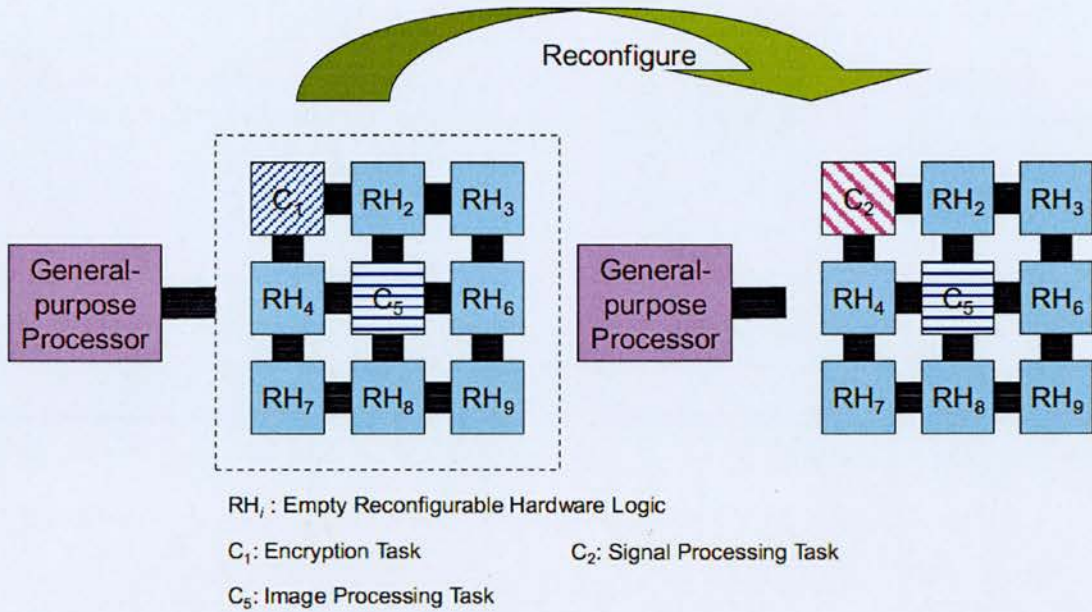 Reconfigure
C₁ RH₂ RH₃
C₂ RH₂ RH₃
General-
purpose
Processor
RH₄ C₅ RH₆
General-
purpose
Processor
RH₄ C₅ RH₆
RH₇ RH₈ RH₉
RH₇ RH₈ RH₉
RHᵢ : Empty Reconfigurable Hardware Logic
C₁: Encryption Task
C₂: Signal Processing Task
C₅: Image Processing Task